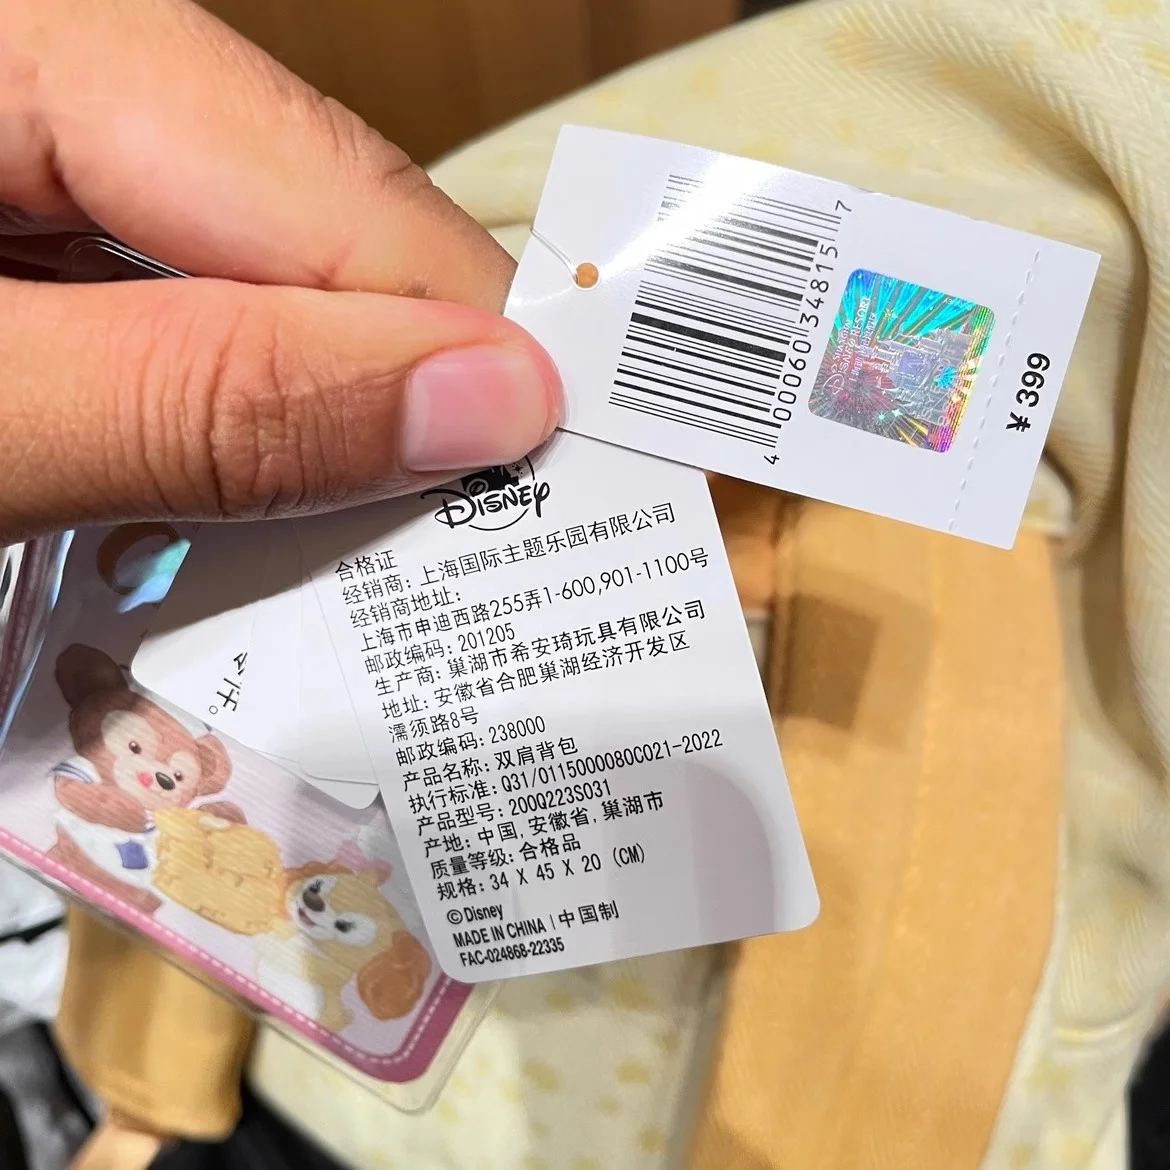 4 00060 34815 7
SHANGHAI
DISNEY RESORT
¥ 399
DISNEY
合格证
经销商: 上海国际主题乐园有限公司
经销商地址:
上海市申迪西路255弄1-600,901-1100号
邮政编码: 201205
生产商: 巢湖市希安琦玩具有限公司
地址: 安徽省合肥巢湖经济开发区
濡须路8号
邮政编码: 238000
产品名称: 双肩背包
执行标准: Q31/0115000080C021-2022
产品型号: 200Q223S031
产地: 中国, 安徽省, 巢湖市
质量等级: 合格品
规格: 34 X 45 X 20 (CM)
©Disney
MADE IN CHINA | 中国制
FAC-024868-22335